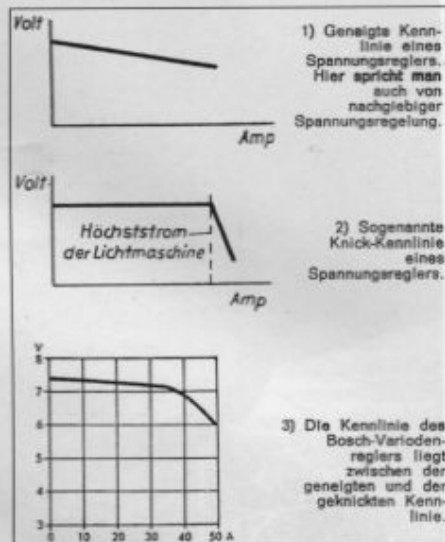 Volt
Amp
1) Geneigte Kenn-
linie eines
Spannungsreglers.
Hier spricht man
auch von
nachgiebiger
Spannungsregelung.
Volt
Höchststrom
der Lichtmaschine
Amp
2) Sogenannte
Knick-Kennlinie
eines
Spannungsreglers.
V
8
7
6
5
4
3
0 10 20 30 40 50 A
3) Die Kennlinie des
Bosch-Varioden-
reglers liegt
zwischen der
geneigten und der
geknickten Kenn-
linie.